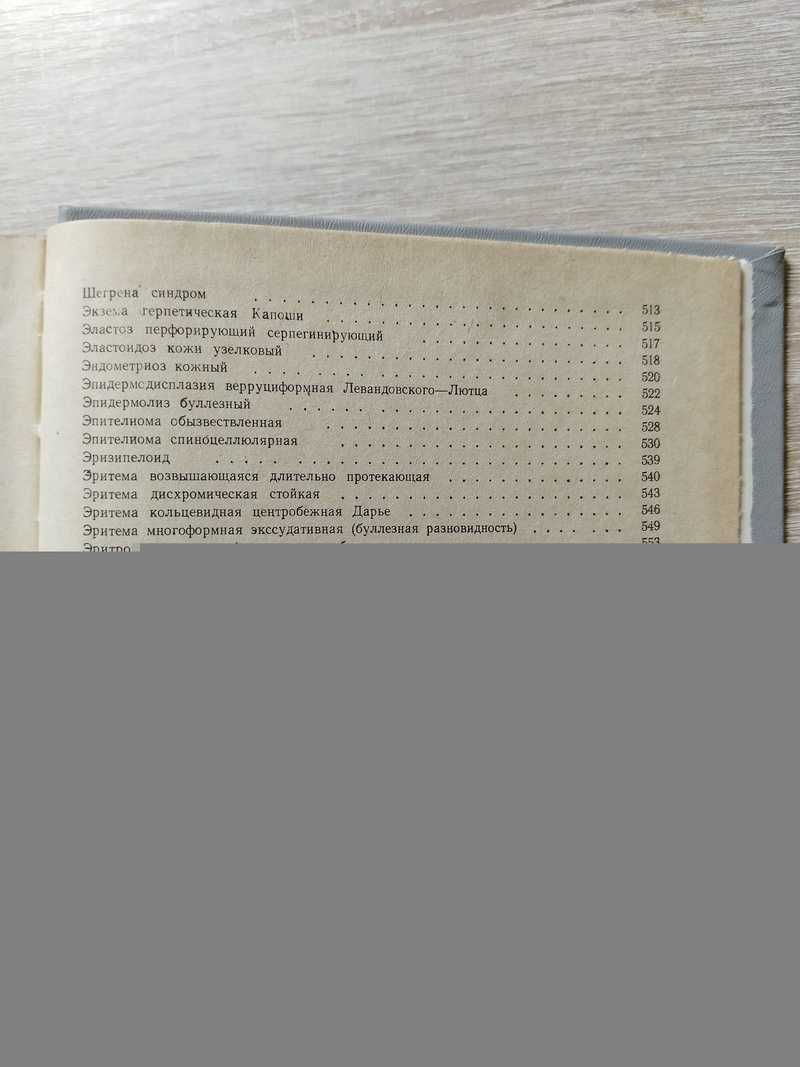 Шегрена синдром . . . . . . . . . . . . . . . . 513
Экзема герпетическая Капоши . . . . . . . . . . . . . . . . 515
Эластоз перфорирующий серпегинирующий . . . . . . . . . . . . 517
Эластоидоз кожи узелковый . . . . . . . . . . . . . . . . 518
Эндометриоз кожный . . . . . . . . . . . . . . . . 520
Эпидермодисплазия верруциформная Левандовского—Лютца . . . . . . . . 522
Эпидермолиз буллезный . . . . . . . . . . . . . . . . 524
Эпителиома обызвествленная . . . . . . . . . . . . . . . . 528
Эпителиома спиноцеллюлярная . . . . . . . . . . . . . . . . 530
Эризипелоид . . . . . . . . . . . . . . . . 539
Эритема возвышающаяся длительно протекающая . . . . . . . . . . . . 540
Эритема дисхромическая стойкая . . . . . . . . . . . . . . . . 543
Эритема кольцевидная центробежная Дарье . . . . . . . . . . . . . . 546
Эритема многоформная экссудативная (буллезная разновидность) . . . . . . . 549
553